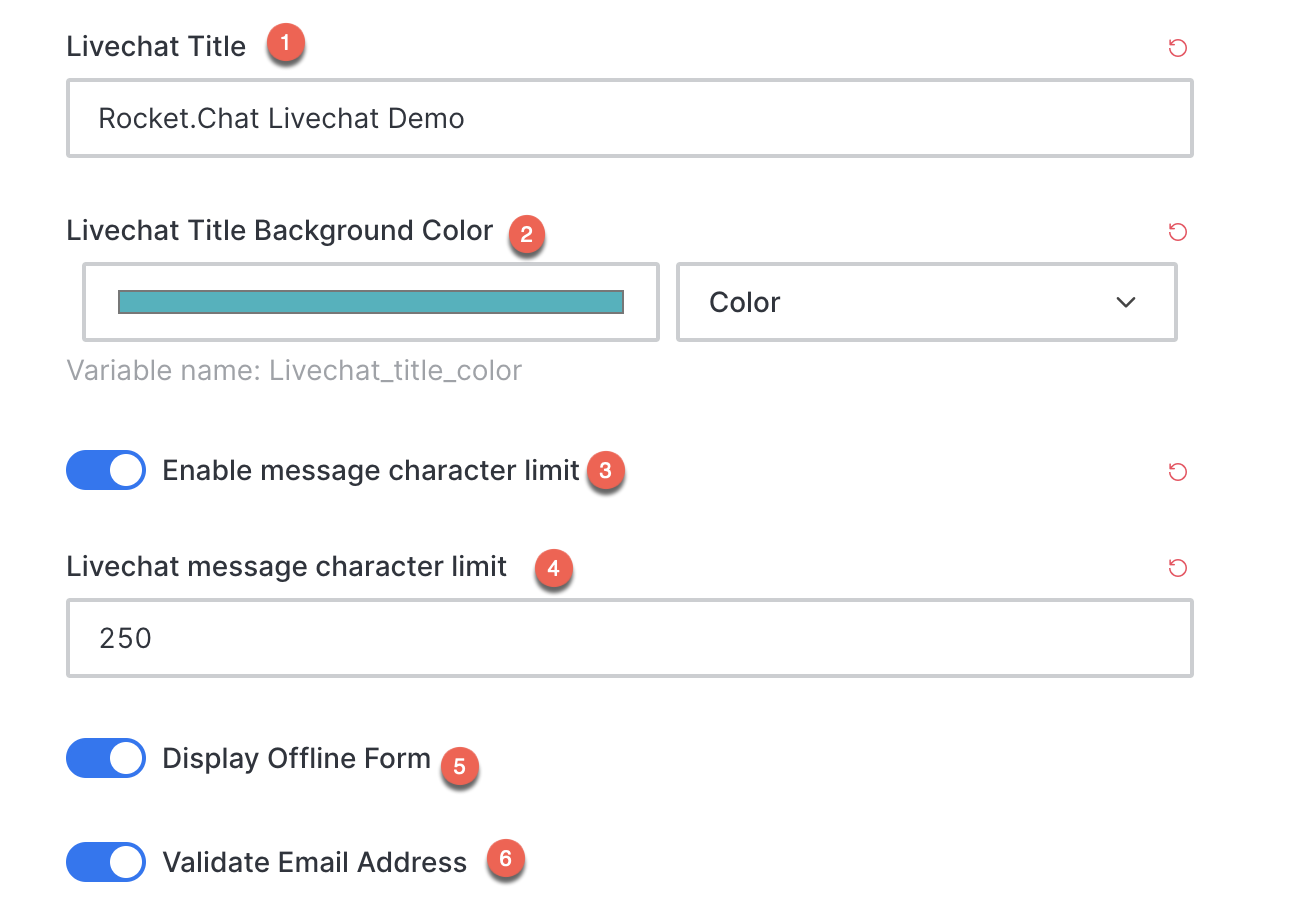 Livechat Title 1
Rocket.Chat Livechat Demo
Livechat Title Background Color 2
Color
Variable name: Livechat_title_color
Enable message character limit 3
Livechat message character limit 4
250
Display Offline Form 5
Validate Email Address 6